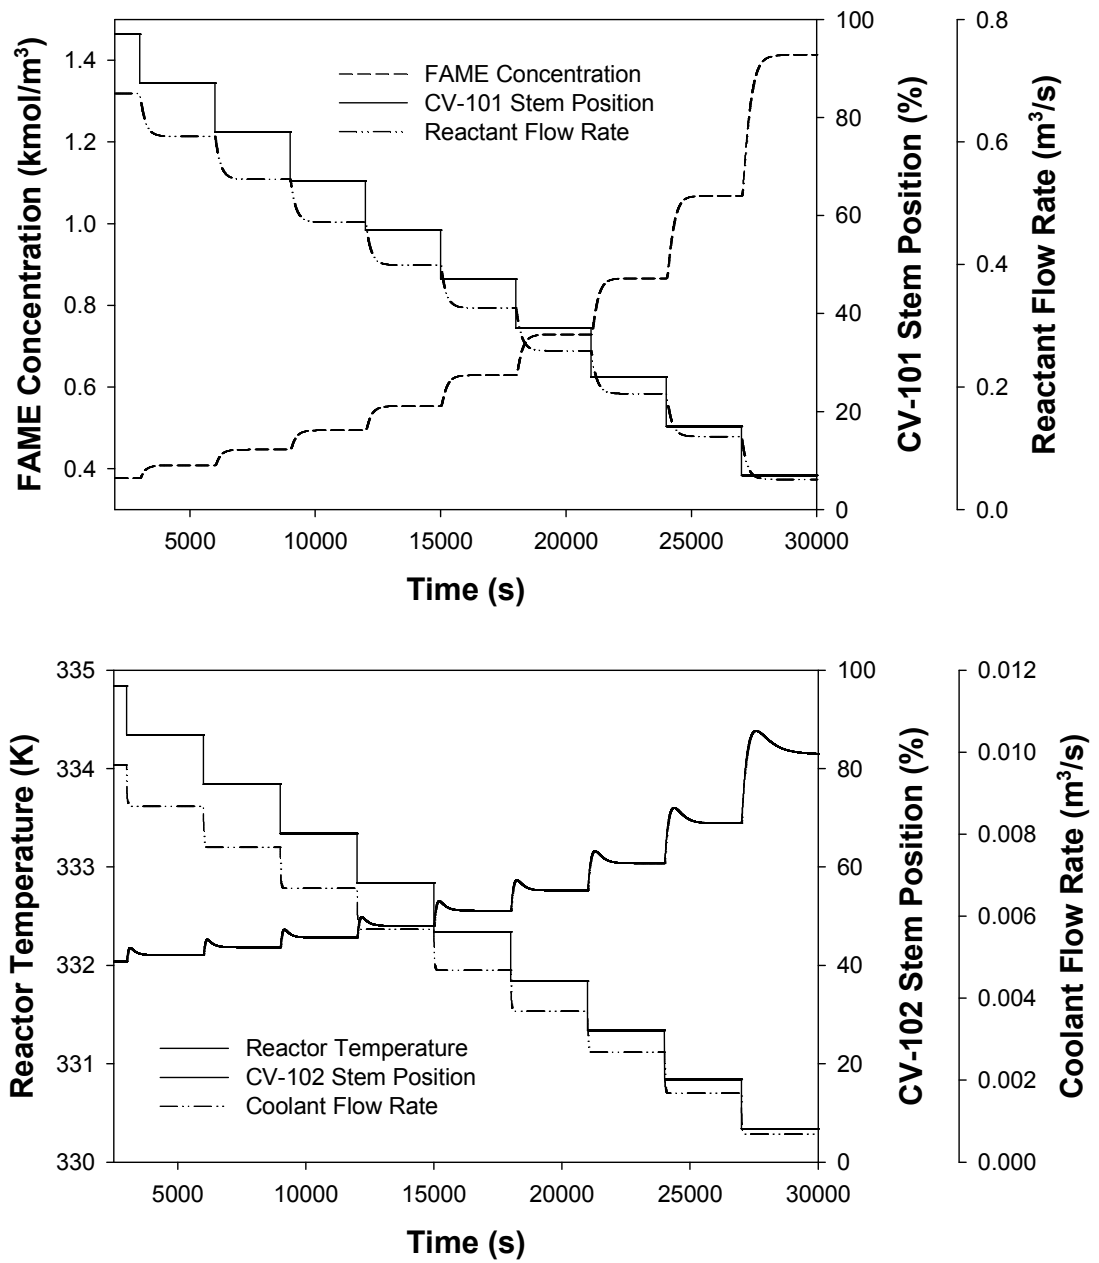 FAME Concentration (kmol/m³)
1.4
1.2
1.0
0.8
0.6
0.4
FAME Concentration
CV-101 Stem Position
Reactant Flow Rate
100
80
60
40
20
0
CV-101 Stem Position (%)
0.8
0.6
0.4
0.2
0.0
Reactant Flow Rate (m³/s)
5000 10000 15000 20000 25000 30000
Time (s)
Reactor Temperature (K)
335
334
333
332
331
330
Reactor Temperature
CV-102 Stem Position
Coolant Flow Rate
100
80
60
40
20
0
CV-102 Stem Position (%)
0.012
0.010
0.008
0.006
0.004
0.002
0.000
Coolant Flow Rate (m³/s)
5000 10000 15000 20000 25000 30000
Time (s)